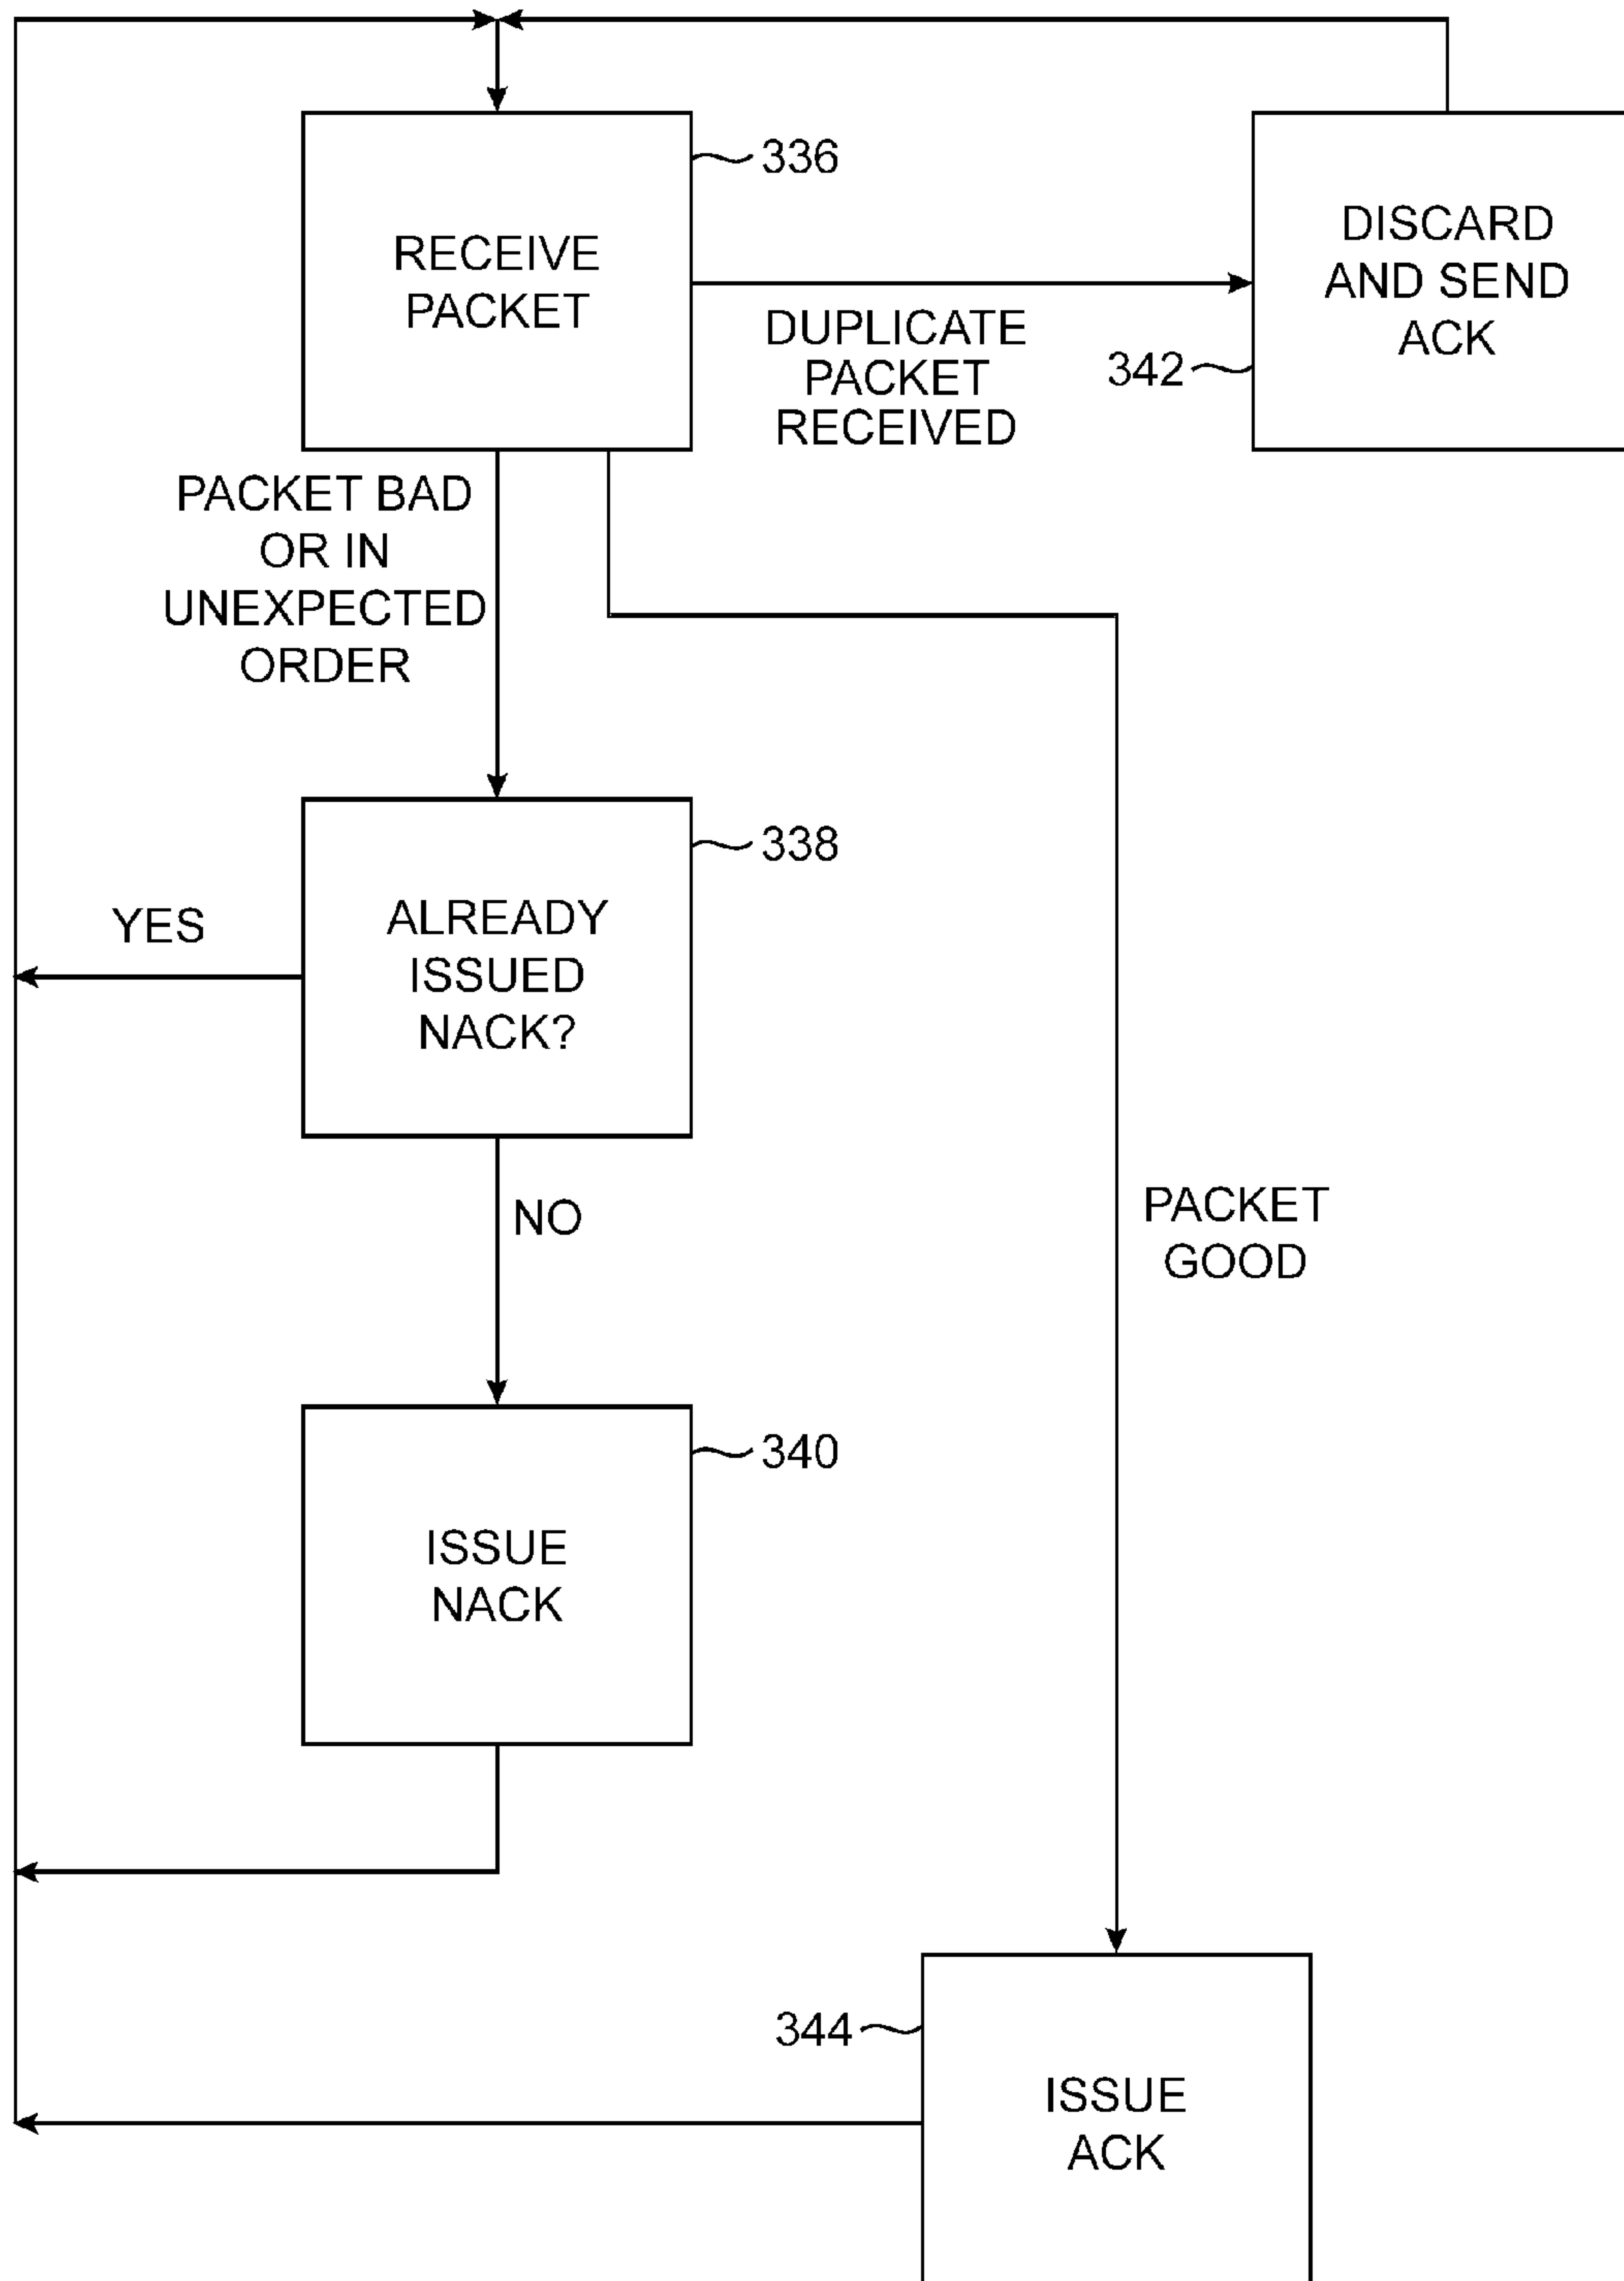 336
RECEIVE
PACKET
DISCARD
AND SEND
ACK
342
DUPLICATE
PACKET
RECEIVED
PACKET BAD
OR IN
UNEXPECTED
ORDER
338
ALREADY
ISSUED
NACK?
YES
NO
PACKET
GOOD
340
ISSUE
NACK
344
ISSUE
ACK